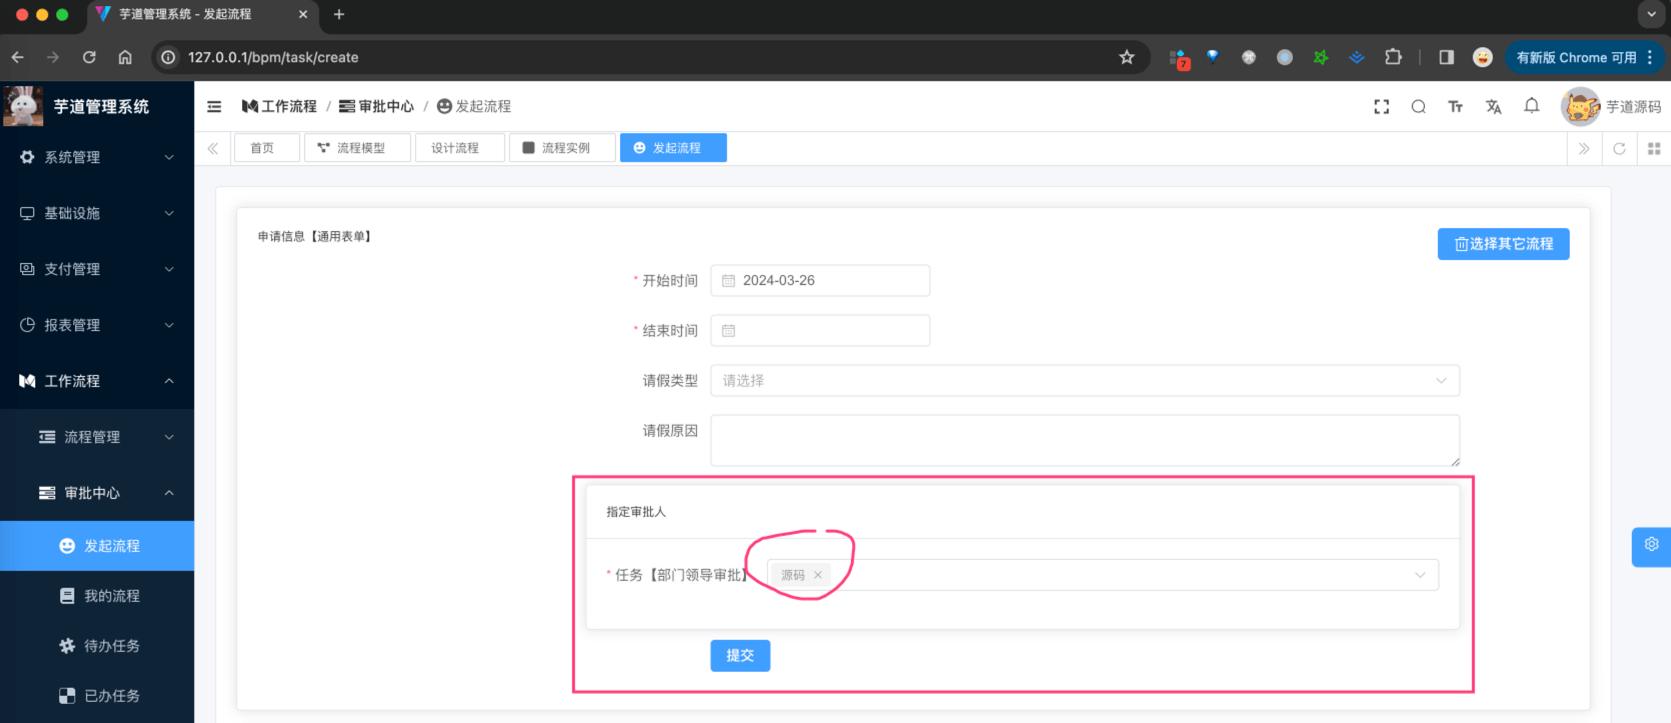 芋道管理系统 - 发起流程
127.0.0.1/bpm/task/create
7
有新版 Chrome 可用
芋道管理系统
工作流程 / 审批中心 / 发起流程
芋道源码
首页
流程模型
设计流程
流程实例
发起流程
系统管理
基础设施
支付管理
报表管理
工作流程
流程管理
审批中心
发起流程
我的流程
待办任务
已办任务
申请信息【通用表单】
选择其它流程
* 开始时间 2024-03-26
* 结束时间
请假类型 请选择
请假原因
指定审批人
* 任务【部门领导审批】 源码 ×
提交